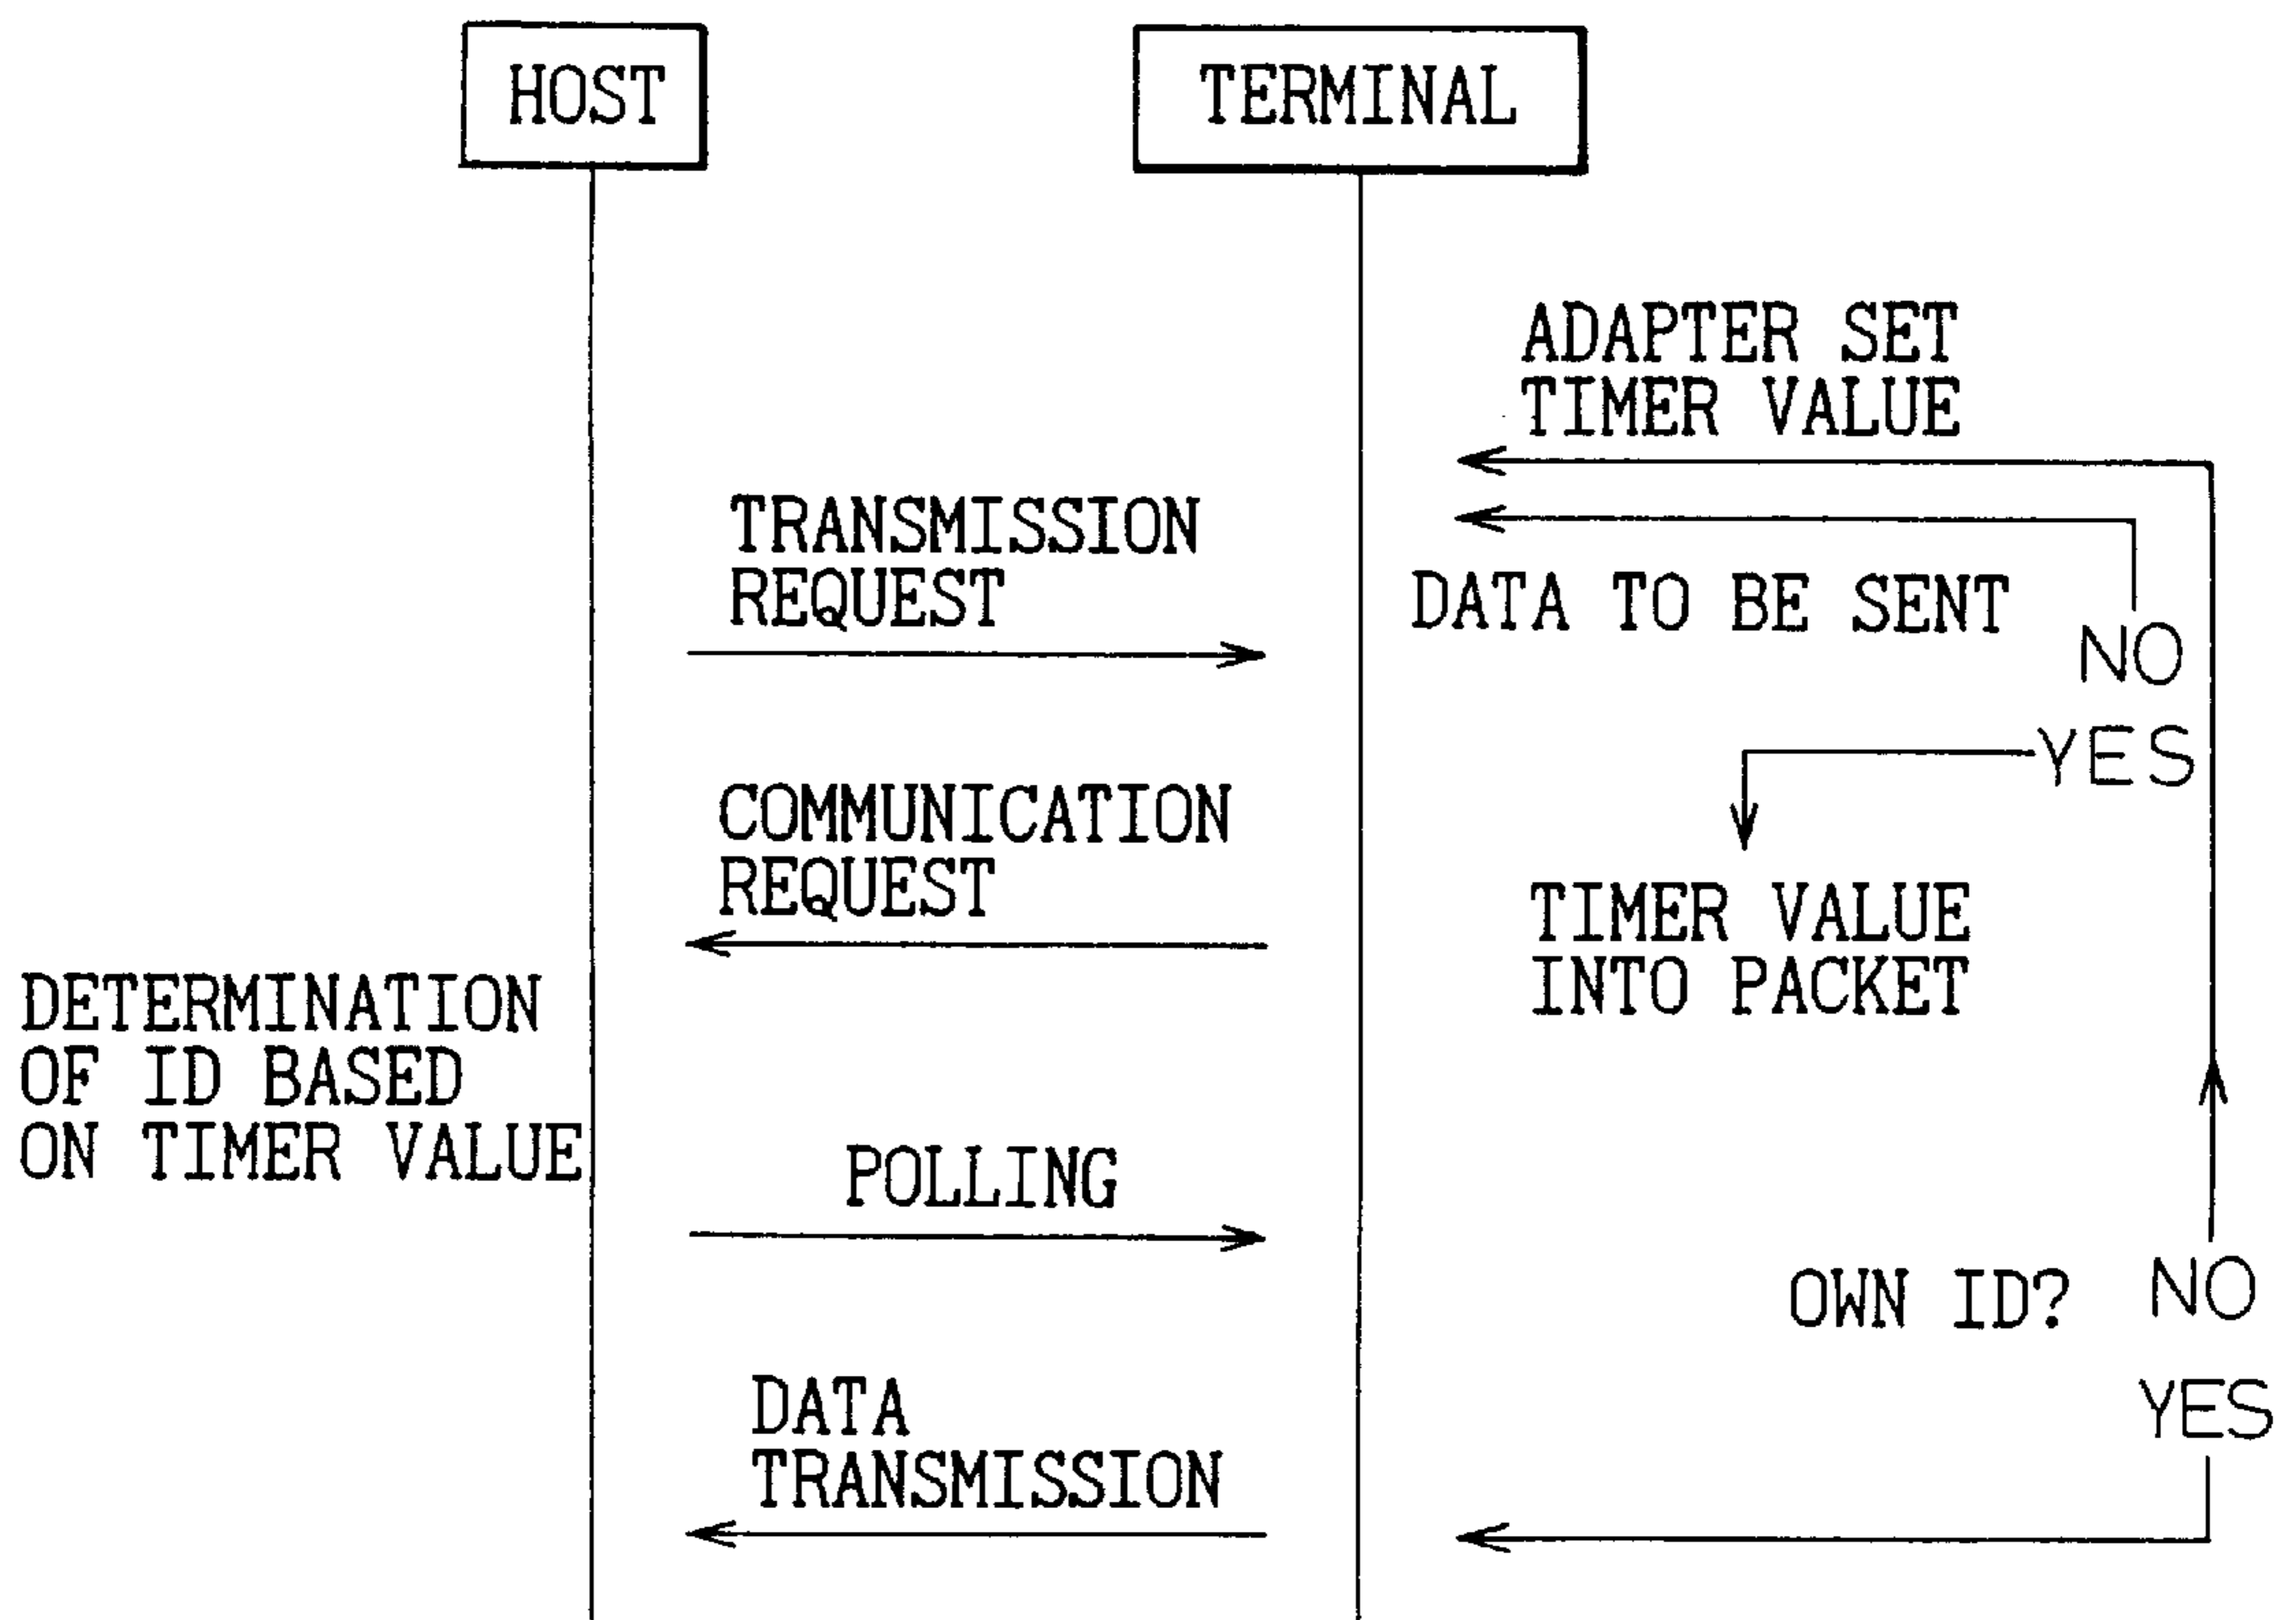 HOST
TERMINAL
ADAPTER SET
TIMER VALUE
TRANSMISSION
REQUEST
DATA TO BE SENT
NO
YES
COMMUNICATION
REQUEST
TIMER VALUE
INTO PACKET
DETERMINATION
OF ID BASED
ON TIMER VALUE
POLLING
OWN ID?
NO
YES
DATA
TRANSMISSION